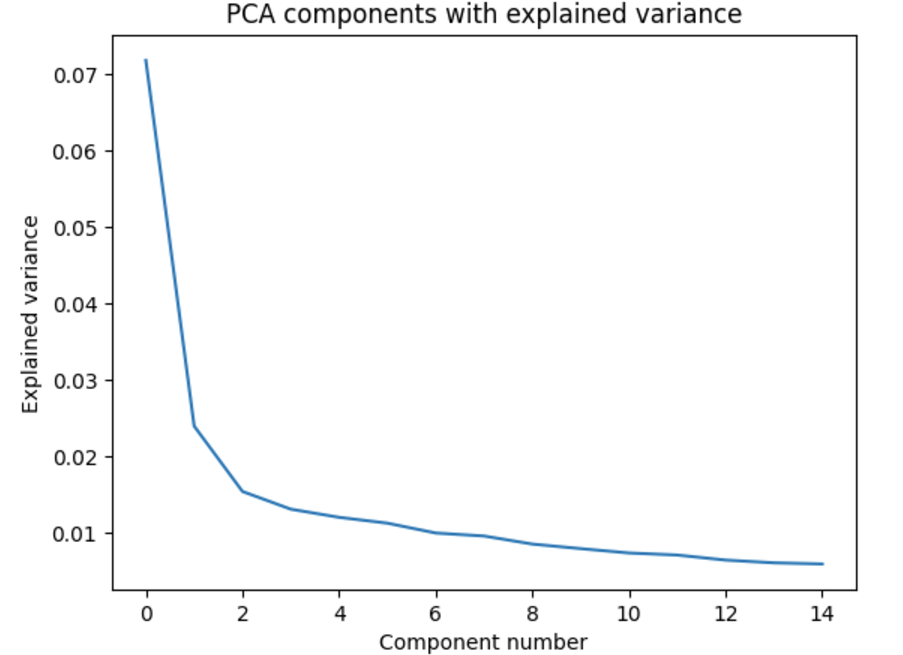 PCA components with explained variance
0.07
0.06
0.05
0.04
0.03
0.02
0.01
Explained variance
0 2 4 6 8 10 12 14
Component number